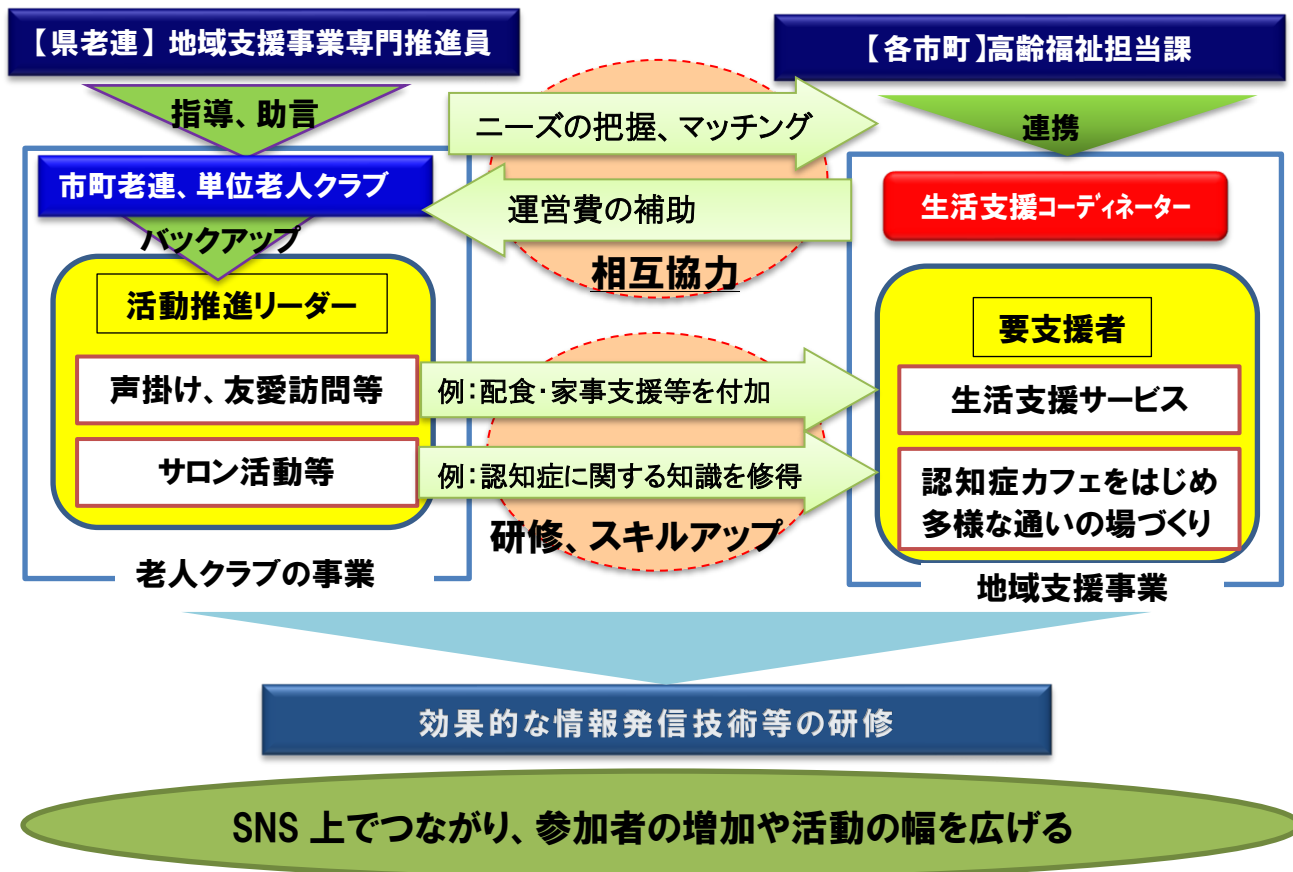 【県老連】地域支援事業専門推進員
【各市町】高齢福祉担当課
指導、助言
ニーズの把握、マッチング
連携
市町老連、単位老人クラブ
運営費の補助
生活支援コーディネーター
バックアップ
相互協力
活動推進リーダー
要支援者
声掛け、友愛訪問等
例：配食・家事支援等を付加
生活支援サービス
サロン活動等
例：認知症に関する知識を修得
認知症カフェをはじめ
多様な通いの場づくり
研修、スキルアップ
老人クラブの事業
地域支援事業
効果的な情報発信技術等の研修
SNS 上でつながり、参加者の増加や活動の幅を広げる